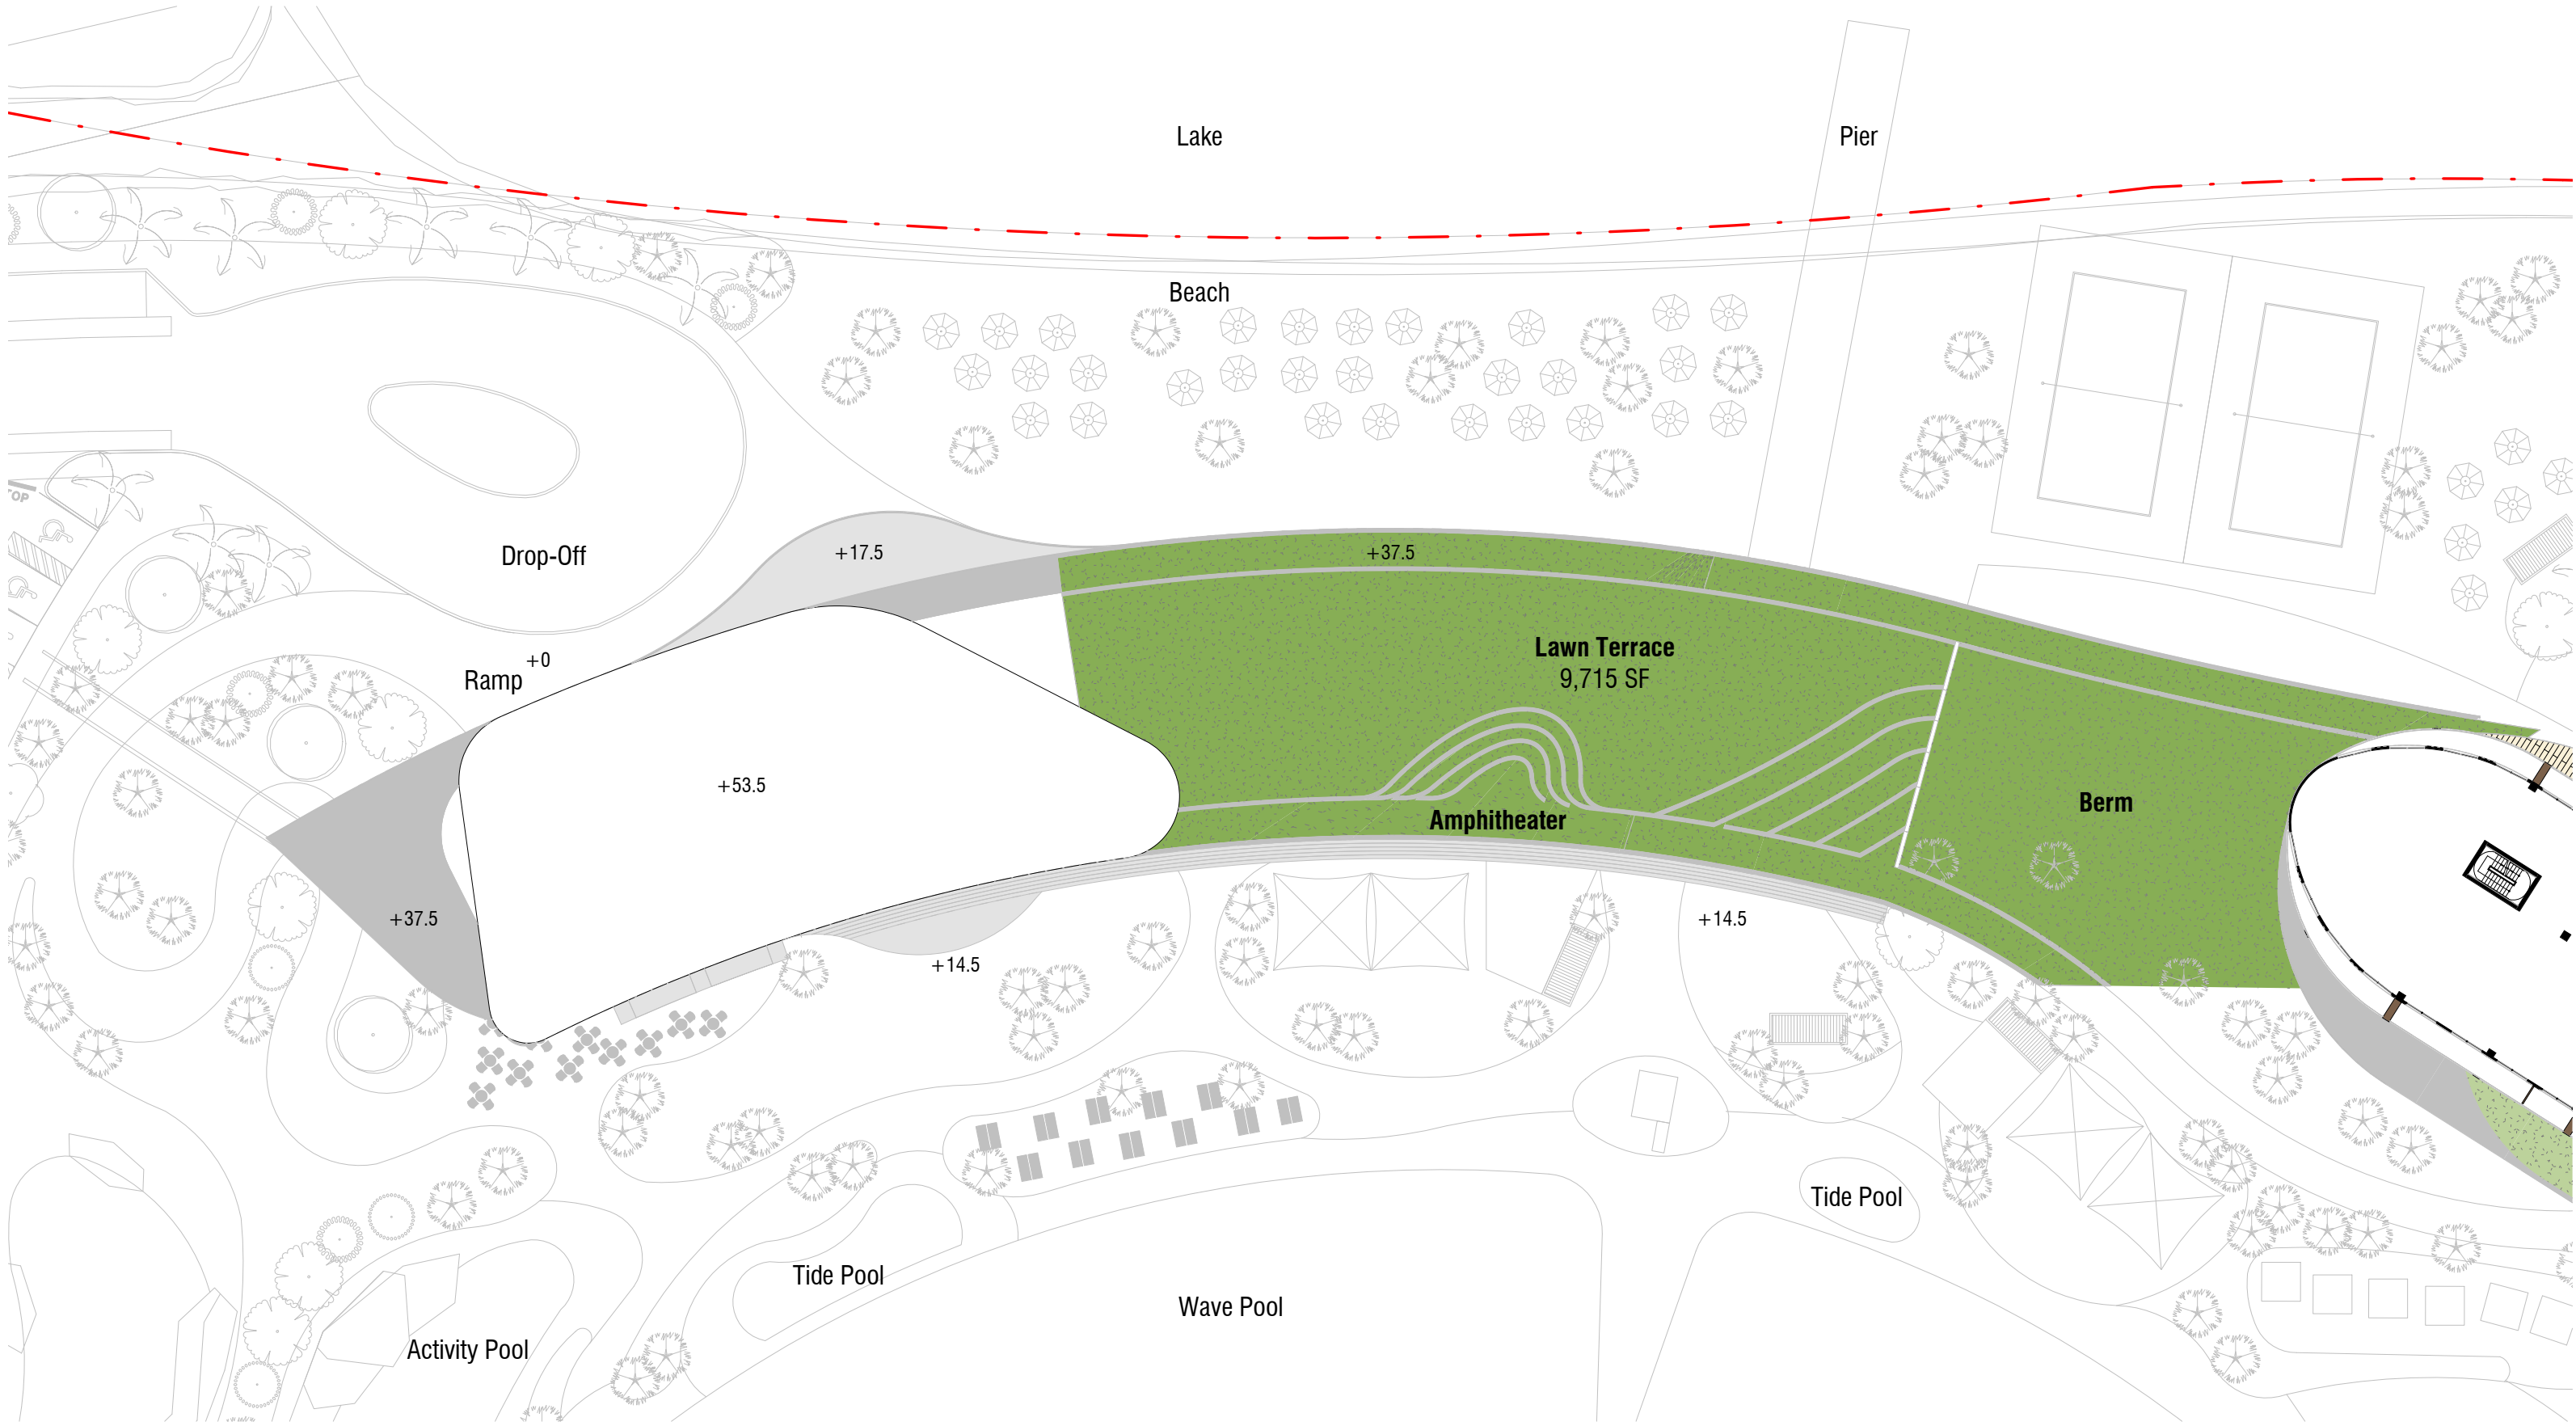 Lake
Pier
Beach
TOP
Drop-Off
+17.5
+37.5
Lawn Terrace
9,715 SF
+0
Ramp
+53.5
Berm
Amphitheater
+37.5
+14.5
+14.5
Tide Pool
Tide Pool
Wave Pool
Activity Pool